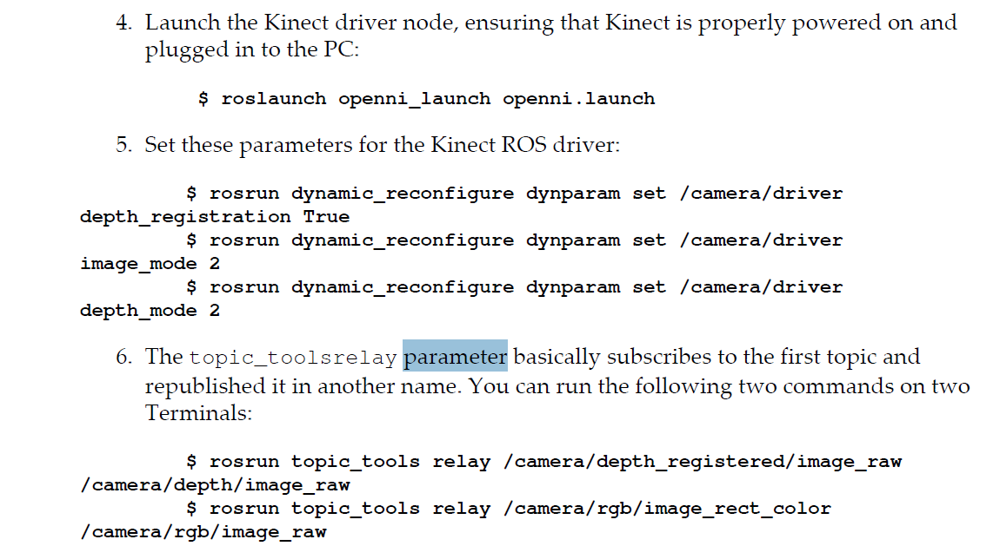 4. Launch the Kinect driver node, ensuring that Kinect is properly powered on and
plugged in to the PC:
$ roslaunch openni_launch openni.launch
5. Set these parameters for the Kinect ROS driver:
$ rosrun dynamic_reconfigure dynparam set /camera/driver
depth_registration True
$ rosrun dynamic_reconfigure dynparam set /camera/driver
image_mode 2
$ rosrun dynamic_reconfigure dynparam set /camera/driver
depth_mode 2
6. The topic_toolsrelay parameter basically subscribes to the first topic and
republished it in another name. You can run the following two commands on two
Terminals:
$ rosrun topic_tools relay /camera/depth_registered/image_raw
/camera/depth/image_raw
$ rosrun topic_tools relay /camera/rgb/image_rect_color
/camera/rgb/image_raw